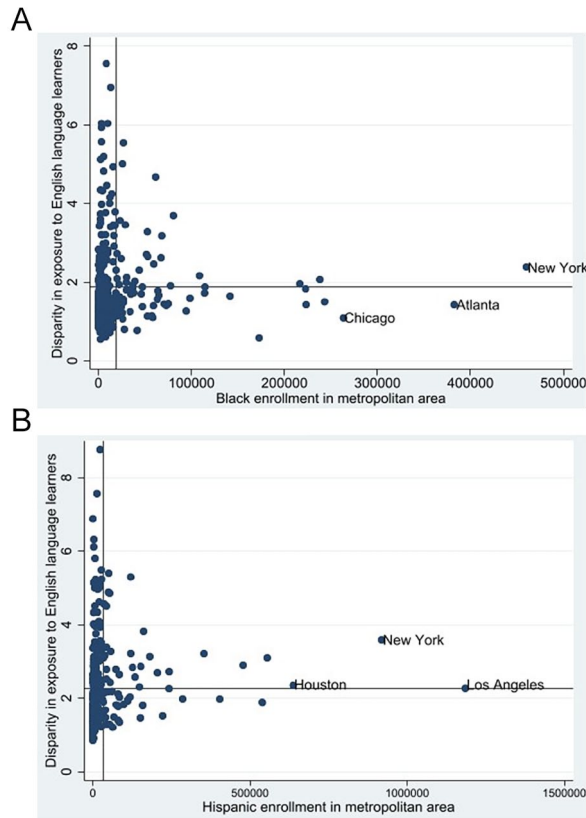 A
Disparity in exposure to English language learners
8
6
4
2
0
New York
Atlanta
Chicago
0 100000 200000 300000 400000 500000
Black enrollment in metropolitan area
B
Disparity in exposure to English language learners
8
6
4
2
0
New York
Houston
Los Angeles
0 500000 1000000 1500000
Hispanic enrollment in metropolitan area